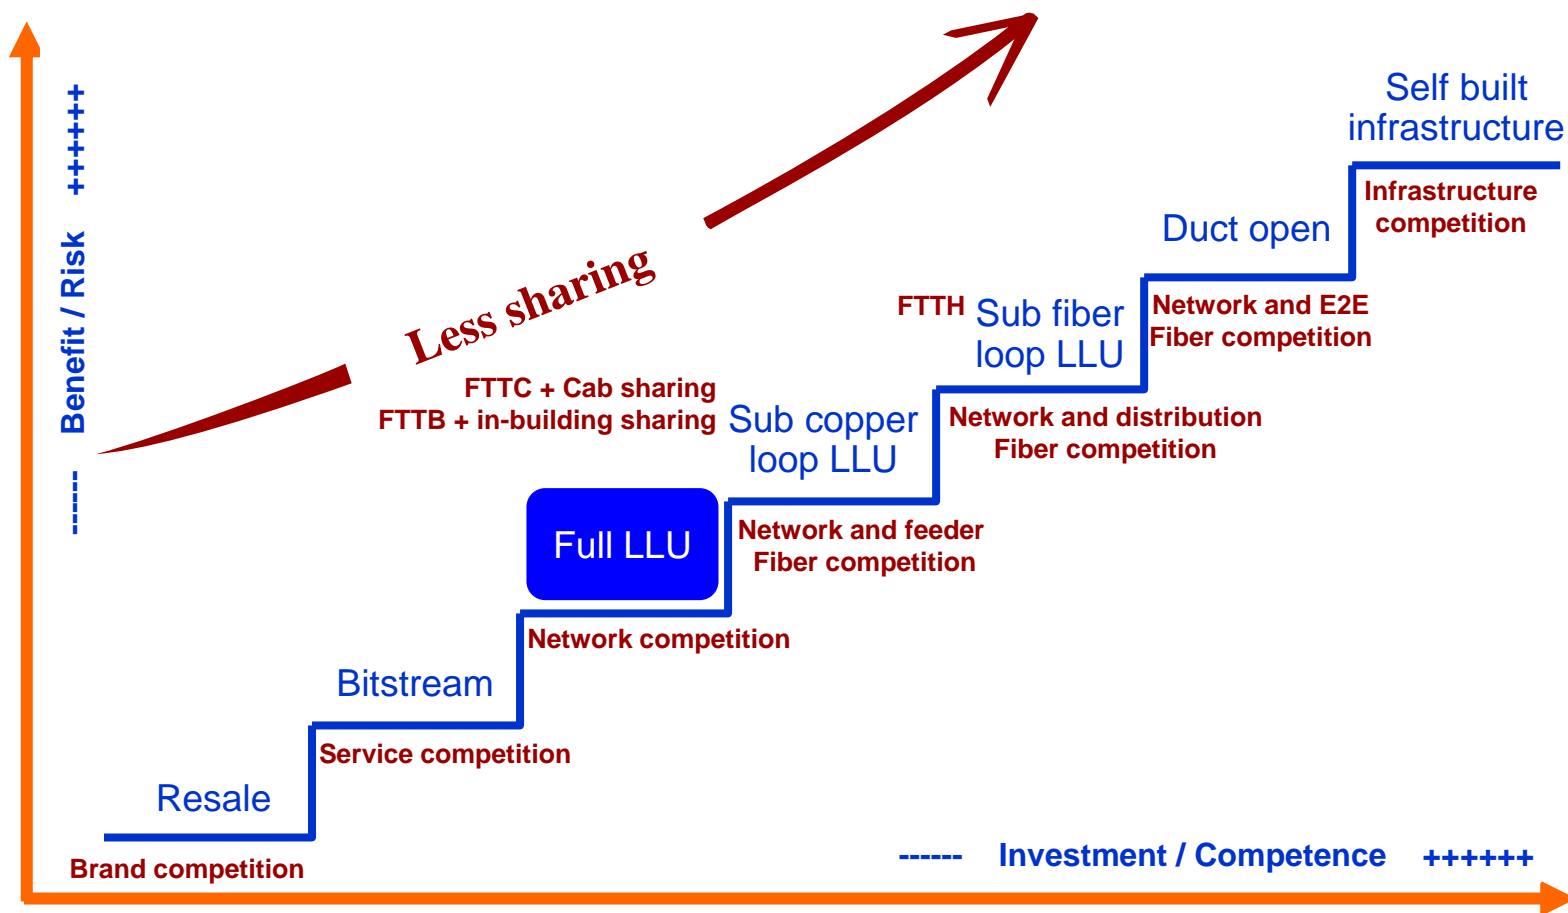 Self built
infrastructure
Infrastructure
competition
Duct open
Network and E2E
Fiber competition
FTTH
Sub fiber
loop LLU
Network and distribution
Fiber competition
Less sharing
FTTC + Cab sharing
FTTB + in-building sharing
Sub copper
loop LLU
Network and feeder
Fiber competition
Full LLU
Network competition
Bitstream
Service competition
Resale
Brand competition
------ Benefit / Risk ++++++
------ Investment / Competence ++++++